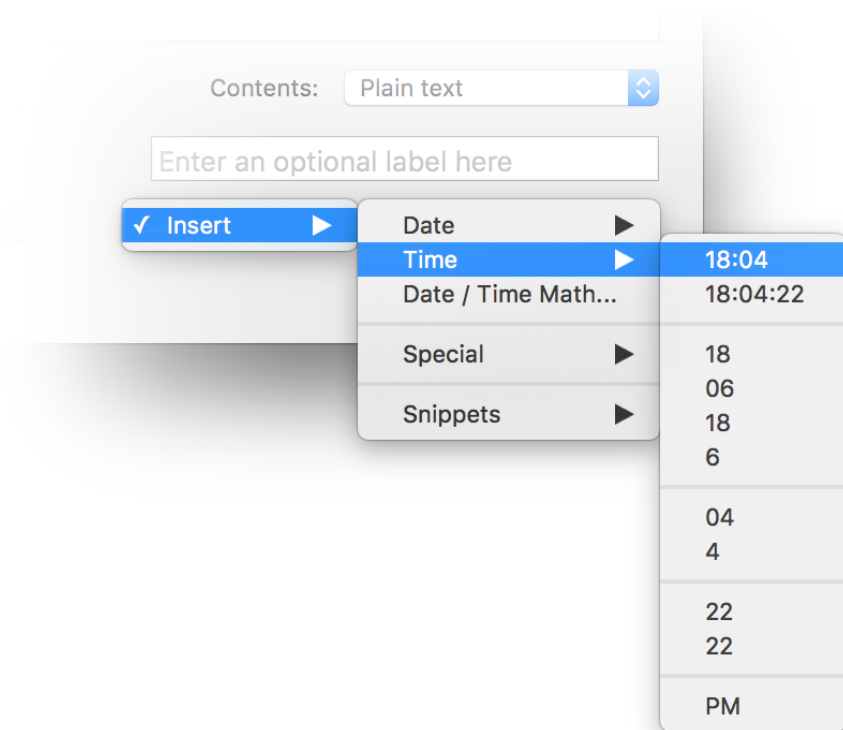 Contents: Plain text
Enter an optional label here
✓ Insert ▶
Date ▶
Time ▶
Date / Time Math...
Special ▶
Snippets ▶
18:04
18:04:22
18
06
18
6
04
4
22
22
PM